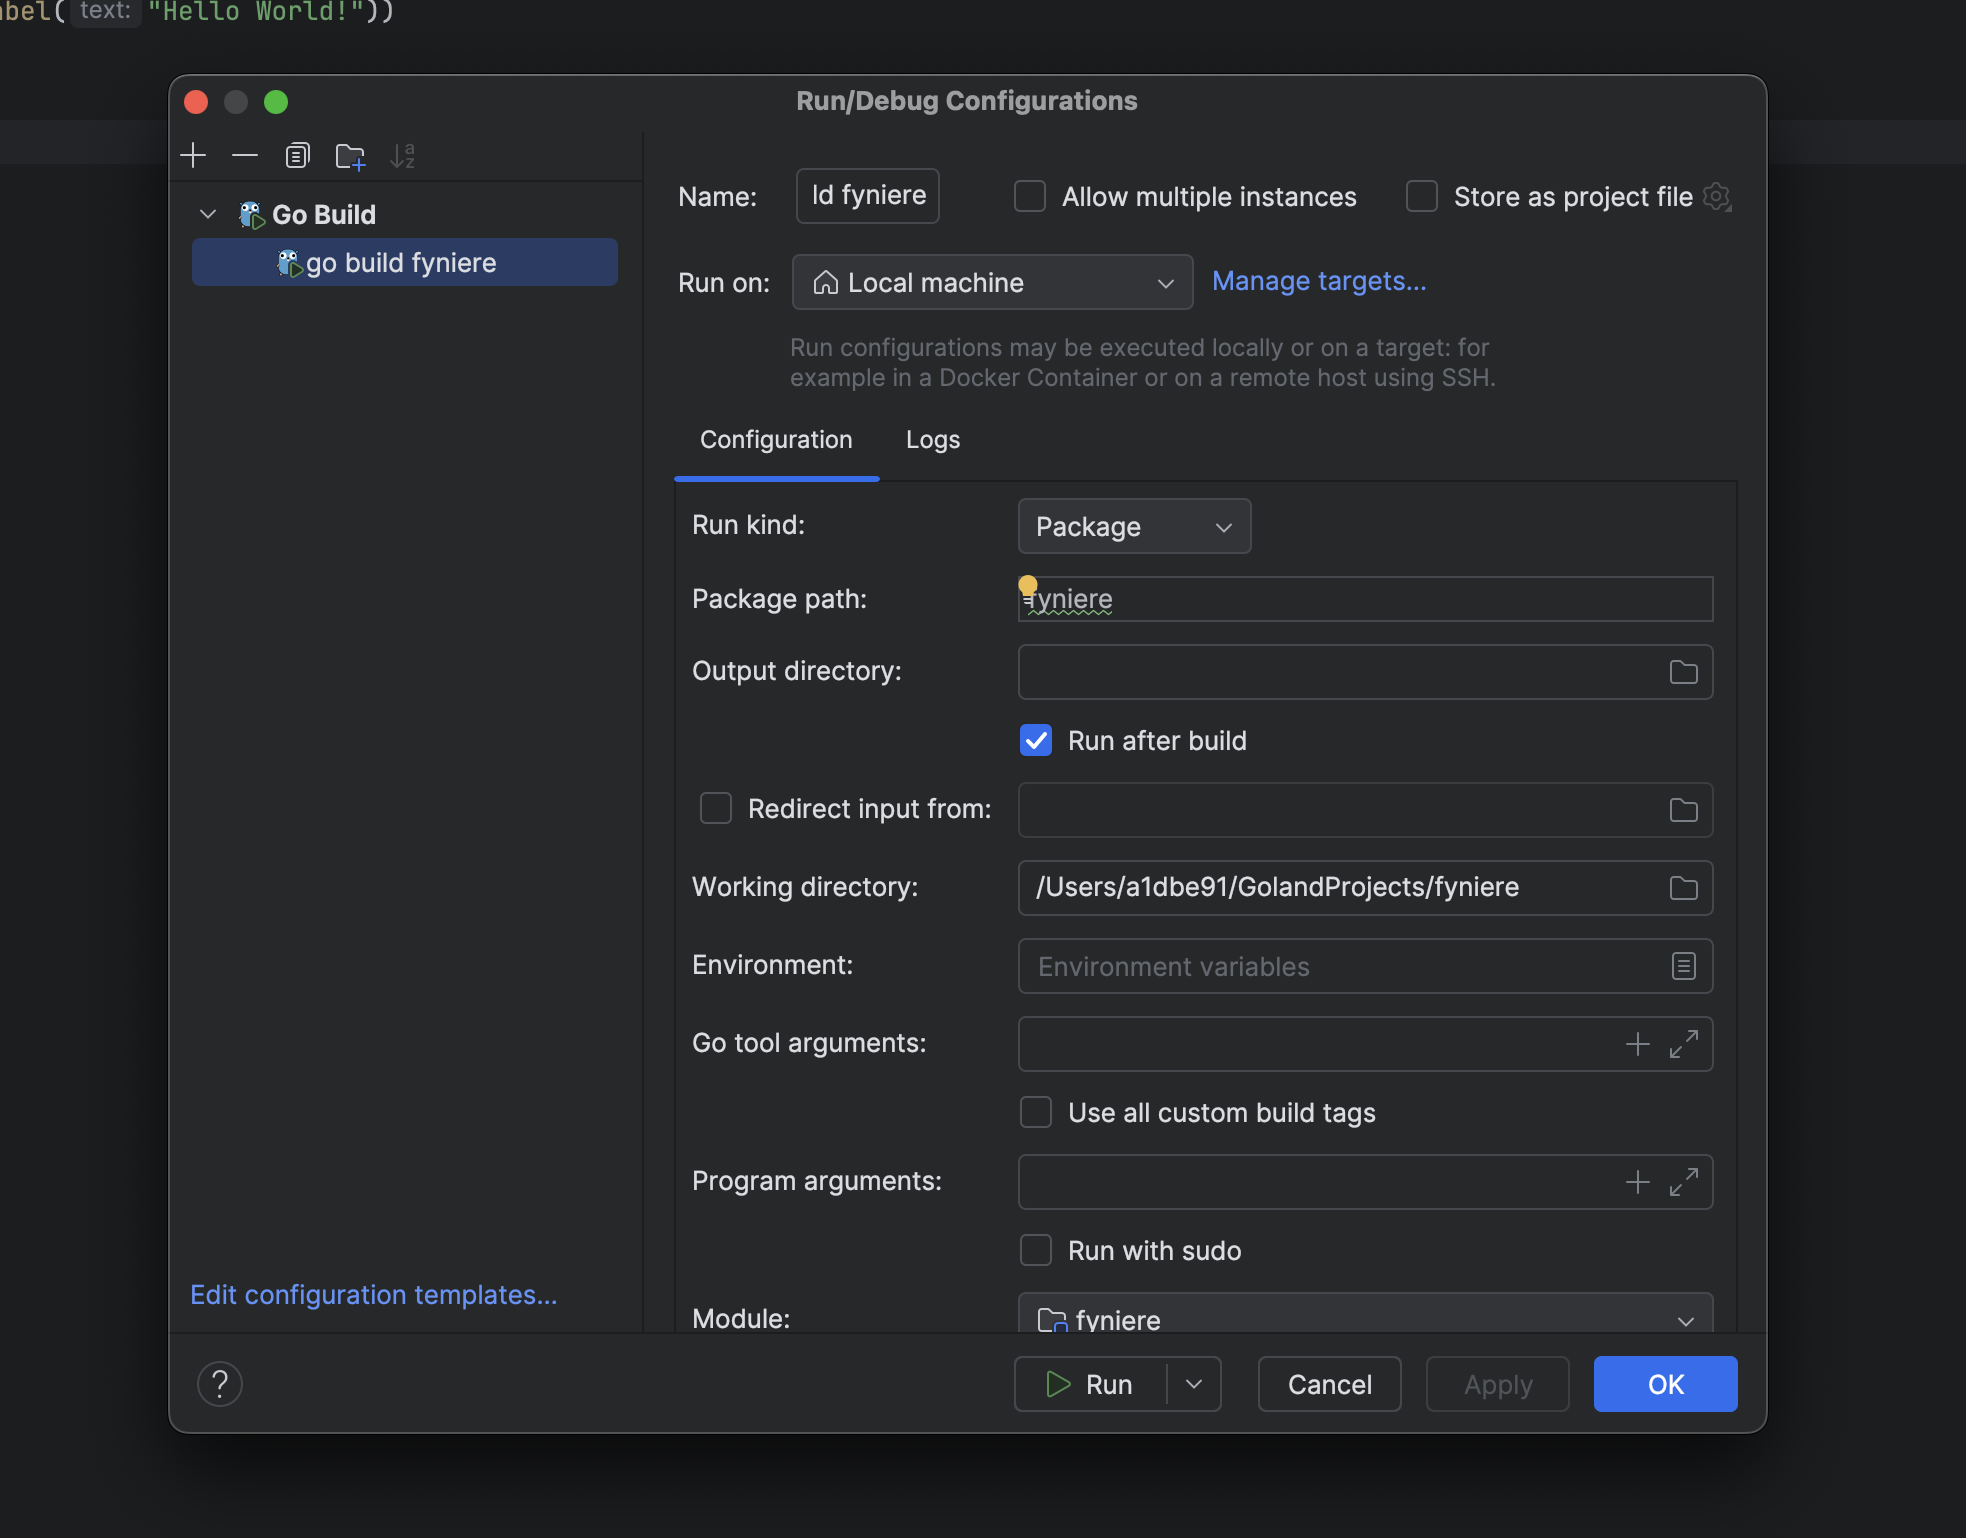 abel( text: "Hello World!"))
Run/Debug Configurations
Go Build
go build fyniere
Edit configuration templates...
Name: ld fyniere Allow multiple instances Store as project file
Run on: Local machine Manage targets...
Run configurations may be executed locally or on a target: for
example in a Docker Container or on a remote host using SSH.
Configuration Logs
Run kind: Package
Package path: fyniere
Output directory:
Run after build
Redirect input from:
Working directory: /Users/a1dbe91/GolandProjects/fyniere
Environment: Environment variables
Go tool arguments:
Use all custom build tags
Program arguments:
Run with sudo
Module: fyniere
? Run Cancel Apply OK